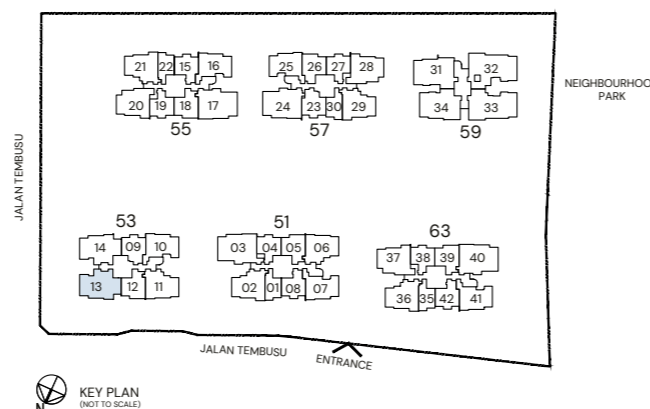 21 22 15 16
25 26 27 28
31 32
20 19 18 17
24 23 30 29
34 33
55
57
59
NEIGHBOURHOO
PARK
JALAN TEMBUSU
53
51
63
14 09 10
03 04 05 06
37 38 39 40
13 12 11
02 01 08 07
36 35 42 41
JALAN TEMBUSU
ENTRANCE
N
KEY PLAN
(NOT TO SCALE)